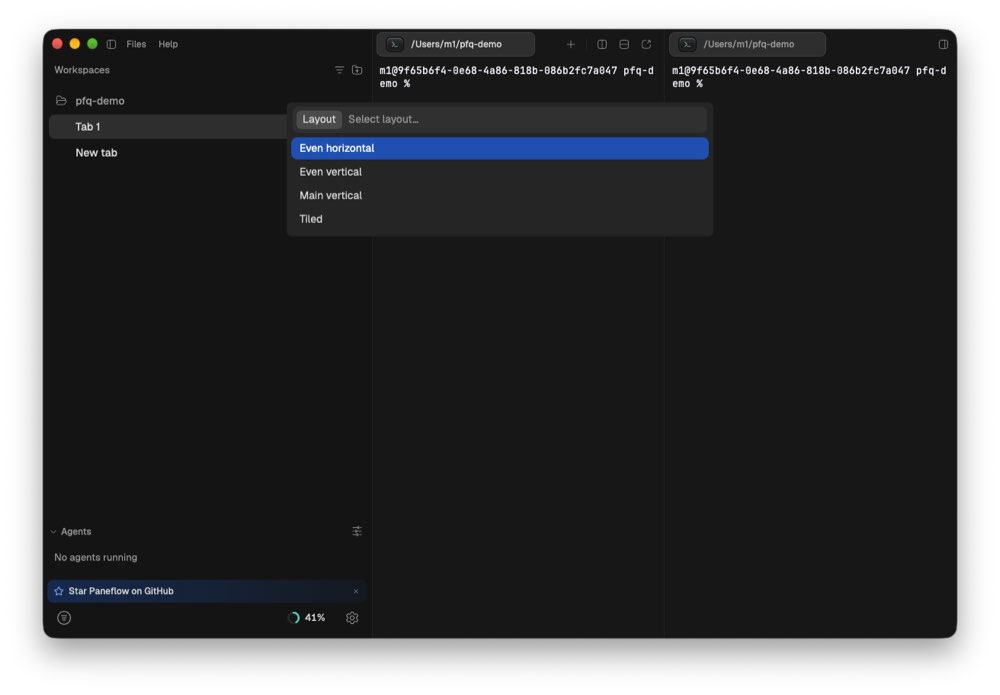 Files Help
/Users/m1/pfq-demo
/Users/m1/pfq-demo
Workspaces
pfq-demo
Tab 1
New tab
m1@9f65b6f4-0e68-4a86-818b-086b2fc7a047 pfq-d
emo %
m1@9f65b6f4-0e68-4a86-818b-086b2fc7a047 pfq-d
emo %
Layout Select layout...
Even horizontal
Even vertical
Main vertical
Tiled
Agents
No agents running
Star Paneflow on GitHub
41%